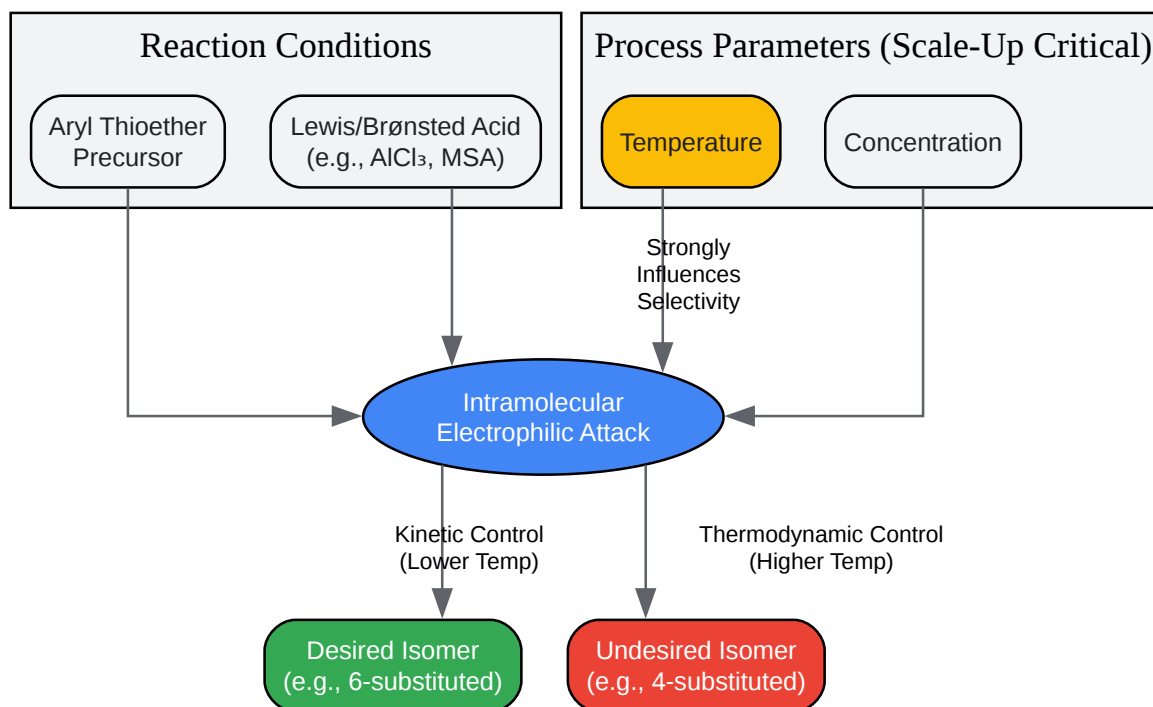 Reaction Conditions
Aryl Thioether
Precursor
Lewis/Brønsted Acid
(e.g., AlCl₃, MSA)
Process Parameters (Scale-Up Critical)
Temperature
Concentration
Strongly
Influences
Selectivity
Intramolecular
Electrophilic Attack
Kinetic Control
(Lower Temp)
Thermodynamic Control
(Higher Temp)
Desired Isomer
(e.g., 6-substituted)
Undesired Isomer
(e.g., 4-substituted)